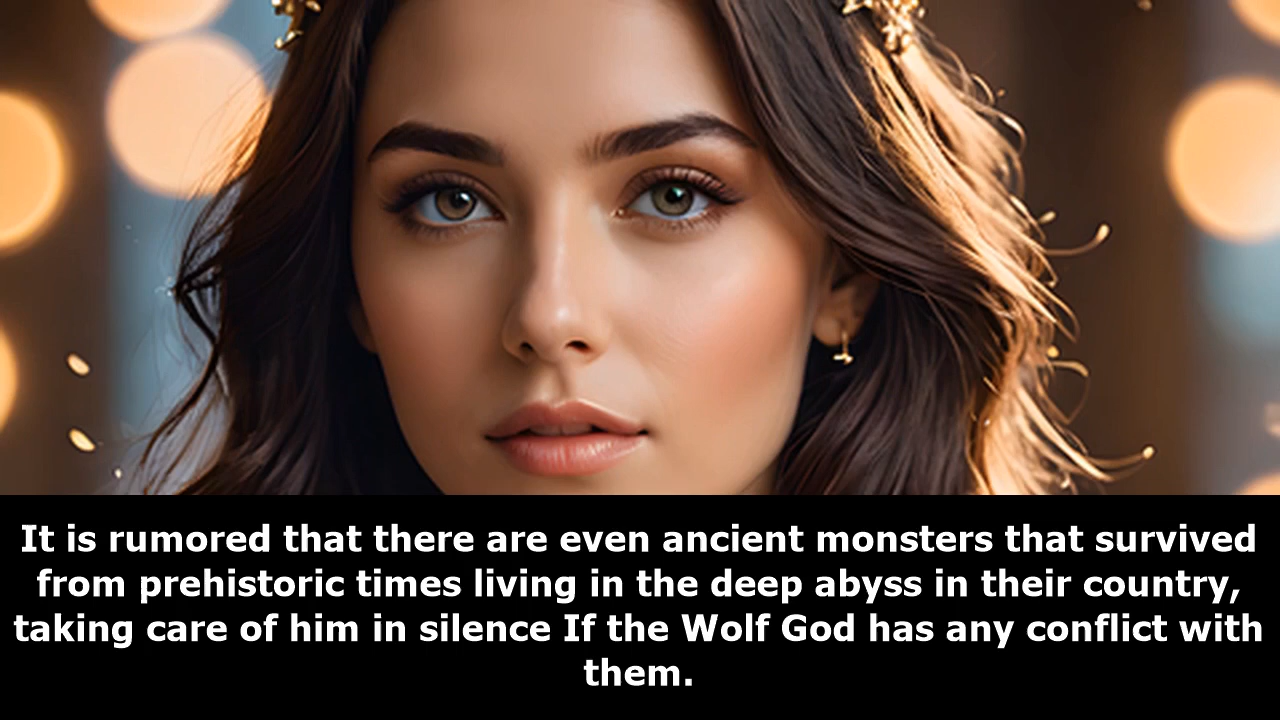 It is rumored that there are even ancient monsters that survived
from prehistoric times living in the deep abyss in their country,
taking care of him in silence If the Wolf God has any conflict with
them.